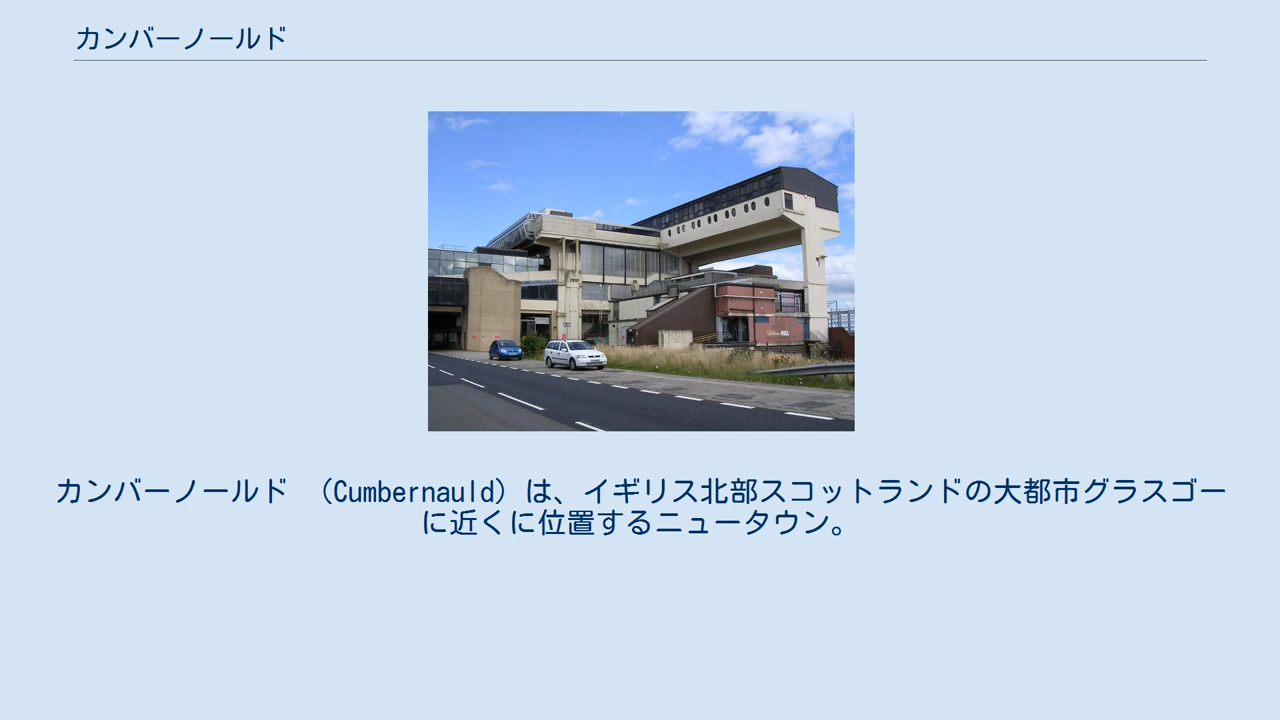 カンバーノールド
カンバーノールド （Cumbernauld）は、イギリス北部スコットランドの大都市グラスゴー
に近くに位置するニュータウン。